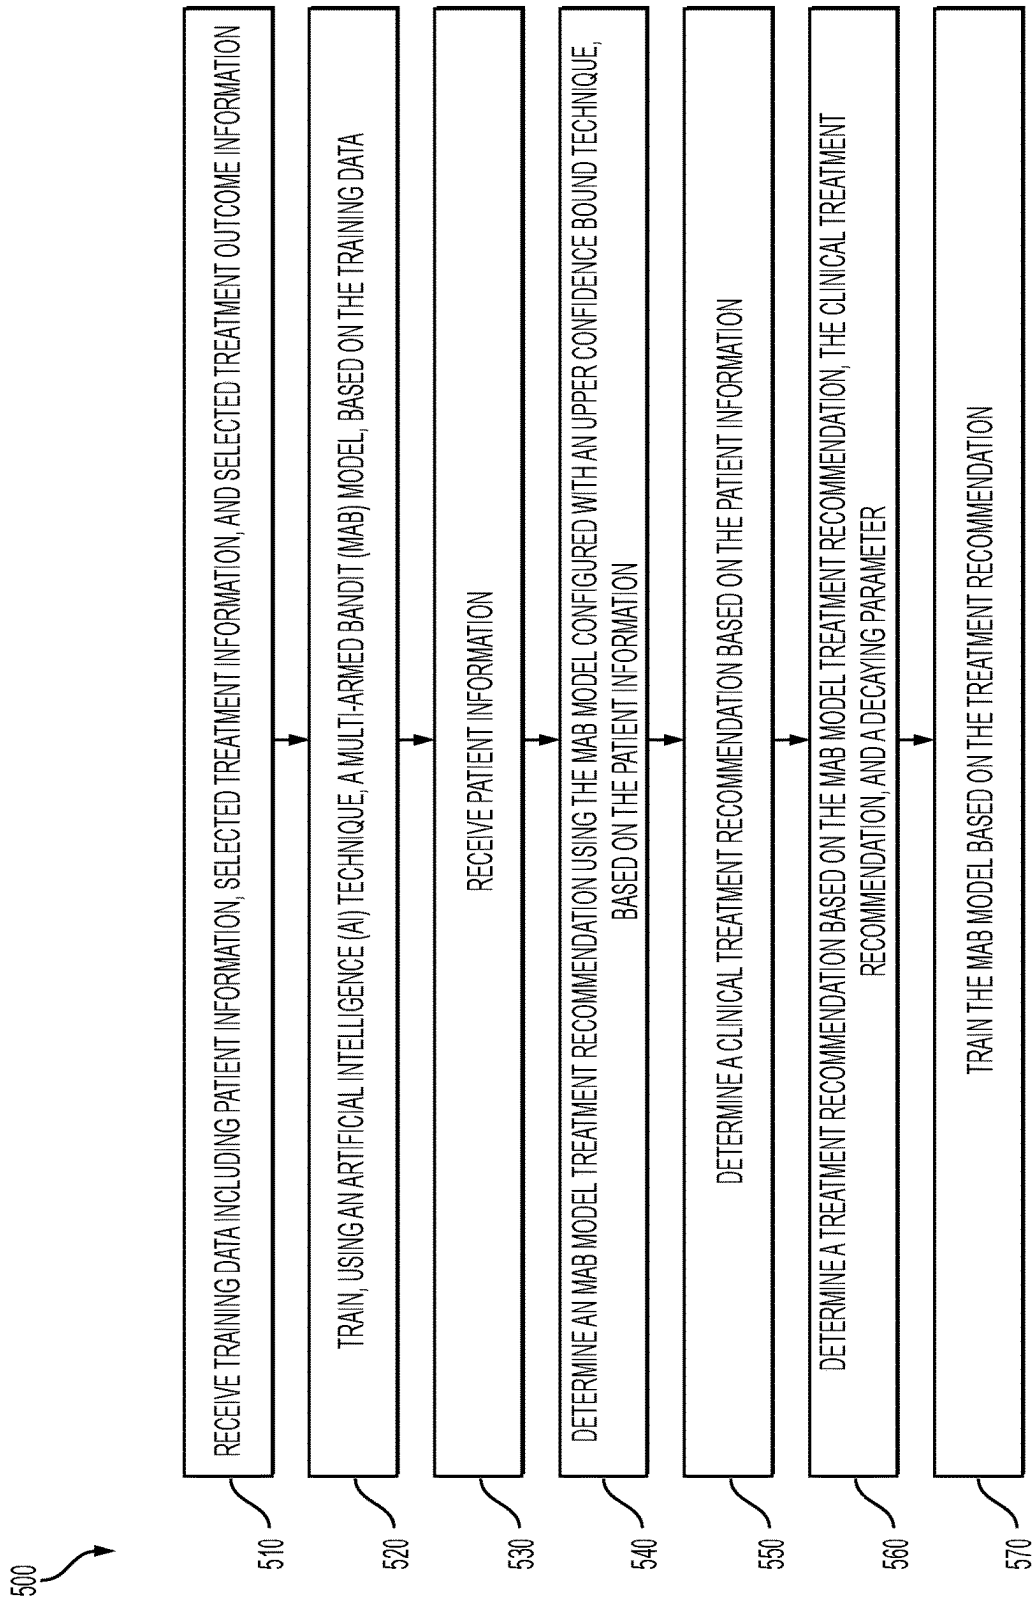 500
510
RECEIVE TRAINING DATA INCLUDING PATIENT INFORMATION, SELECTED TREATMENT INFORMATION, AND SELECTED TREATMENT OUTCOME INFORMATION
520
TRAIN, USING AN ARTIFICIAL INTELLIGENCE (AI) TECHNIQUE, A MULTI-ARMED BANDIT (MAB) MODEL, BASED ON THE TRAINING DATA
530
RECEIVE PATIENT INFORMATION
540
DETERMINE AN MAB MODEL TREATMENT RECOMMENDATION USING THE MAB MODEL CONFIGURED WITH AN UPPER CONFIDENCE BOUND TECHNIQUE,
BASED ON THE PATIENT INFORMATION
550
DETERMINE A CLINICAL TREATMENT RECOMMENDATION BASED ON THE PATIENT INFORMATION
560
DETERMINE A TREATMENT RECOMMENDATION BASED ON THE MAB MODEL TREATMENT RECOMMENDATION, THE CLINICAL TREATMENT
RECOMMENDATION, AND A DECAYING PARAMETER
570
TRAIN THE MAB MODEL BASED ON THE TREATMENT RECOMMENDATION